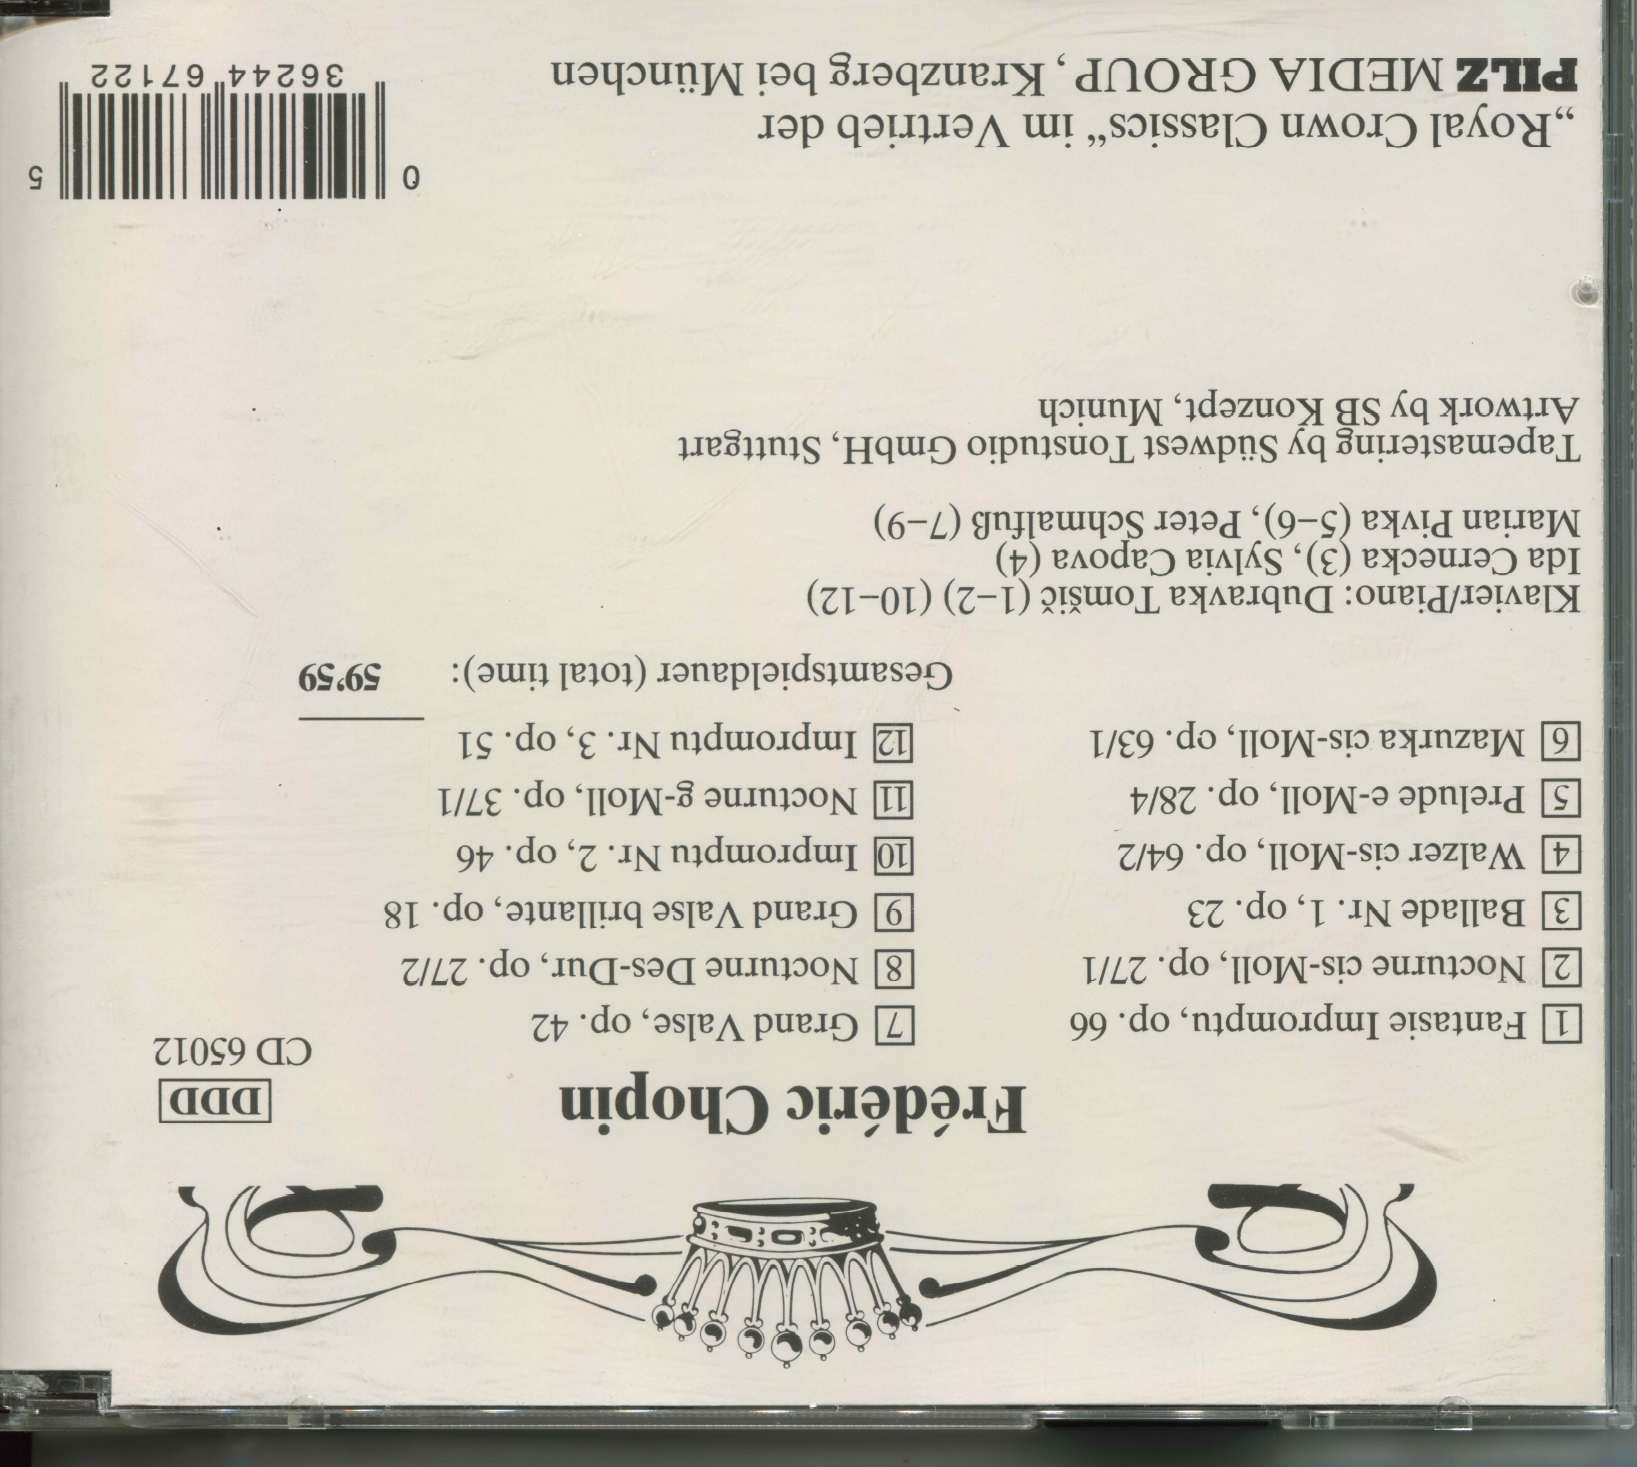 Frédéric Chopin
DDD
CD 65012
1 Fantasie Impromptu, op. 66
2 Nocturne cis-Moll, op. 27/1
3 Ballade Nr. 1, op. 23
4 Walzer cis-Moll, op. 64/2
5 Prelude e-Moll, op. 28/4
6 Mazurka cis-Moll, op. 63/1
7 Grand Valse, op. 42
8 Nocturne Des-Dur, op. 27/2
9 Grand Valse brillante, op. 18
10 Impromptu Nr. 2, op. 46
11 Nocturne g-Moll, op. 37/1
12 Impromptu Nr. 3, op. 51
Gesamtspieldauer (total time): 59’59
Klavier/Piano: Dubravka Tomšič (1–2) (10–12)
Ida Cernecka (3), Sylvia Capova (4)
Marian Pivka (5–6), Peter Schmalfuß (7–9)
Tapemastering by Südwest Tonstudio GmbH, Stuttgart
Artwork by SB Konzept, Munich
„Royal Crown Classics“ im Vertrieb der
PILZ MEDIA GROUP, Kranzberg bei München
0 36244 67122 5